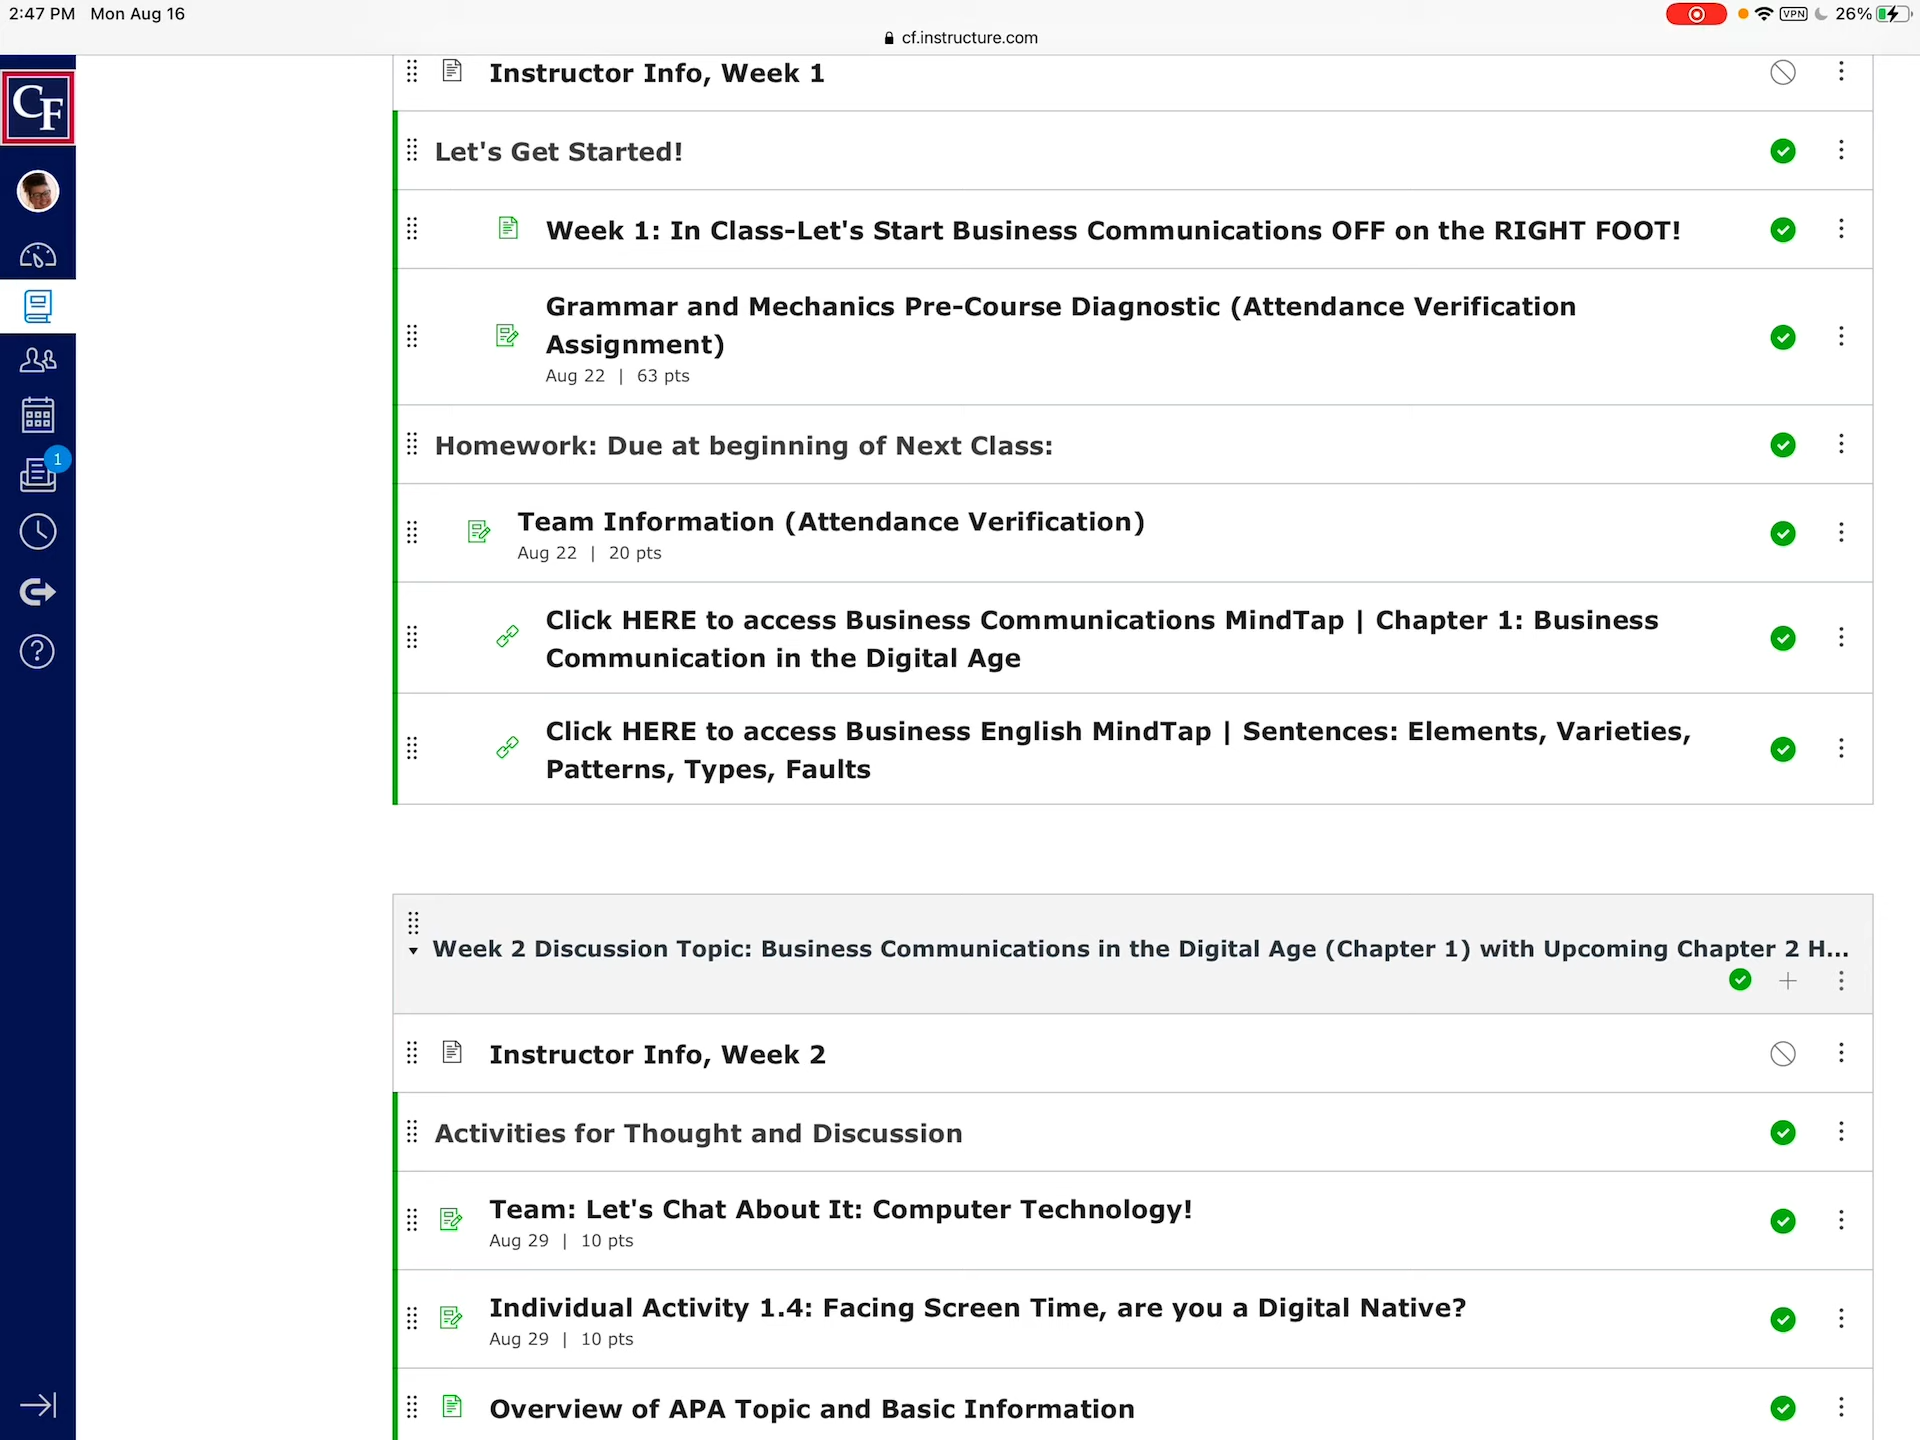 2:47 PM Mon Aug 16
VPN 26%
cf.instructure.com
CF
Instructor Info, Week 1
Let's Get Started!
Week 1: In Class-Let's Start Business Communications OFF on the RIGHT FOOT!
Grammar and Mechanics Pre-Course Diagnostic (Attendance Verification
Assignment)
Aug 22 | 63 pts
Homework: Due at beginning of Next Class:
1
Team Information (Attendance Verification)
Aug 22 | 20 pts
Click HERE to access Business Communications MindTap | Chapter 1: Business
Communication in the Digital Age
Click HERE to access Business English MindTap | Sentences: Elements, Varieties,
Patterns, Types, Faults
Week 2 Discussion Topic: Business Communications in the Digital Age (Chapter 1) with Upcoming Chapter 2 H...
Instructor Info, Week 2
Activities for Thought and Discussion
Team: Let's Chat About It: Computer Technology!
Aug 29 | 10 pts
Individual Activity 1.4: Facing Screen Time, are you a Digital Native?
Aug 29 | 10 pts
Overview of APA Topic and Basic Information